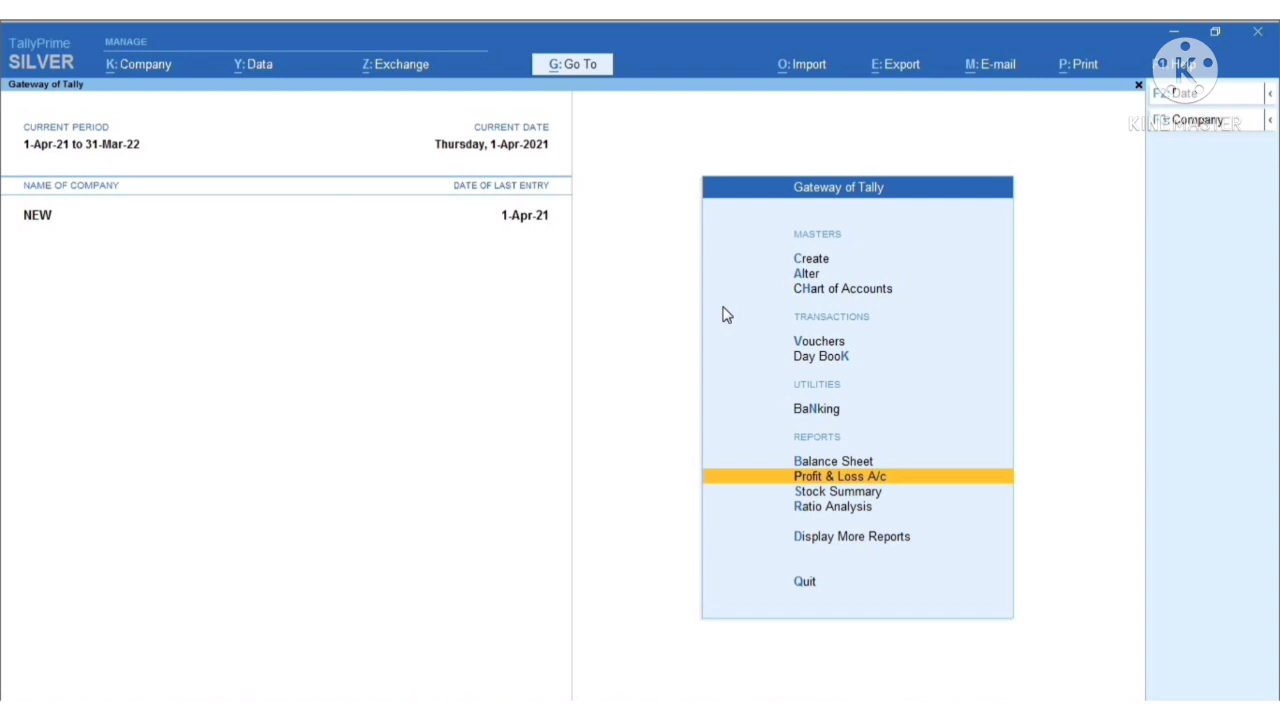 TallyPrime
SILVER
MANAGE
K: Company
Y: Data
Z: Exchange
G: Go To
O: Import
E: Export
M: E-mail
P: Print
Help
Gateway of Tally
F2: Date
F3: Company
KINEMASTER
CURRENT PERIOD
CURRENT DATE
1-Apr-21 to 31-Mar-22
Thursday, 1-Apr-2021
NAME OF COMPANY
DATE OF LAST ENTRY
NEW
1-Apr-21
Gateway of Tally
MASTERS
Create
Alter
CHart of Accounts
TRANSACTIONS
Vouchers
Day BooK
UTILITIES
BaNking
REPORTS
Balance Sheet
Profit & Loss A/c
Stock Summary
Ratio Analysis
Display More Reports
Quit